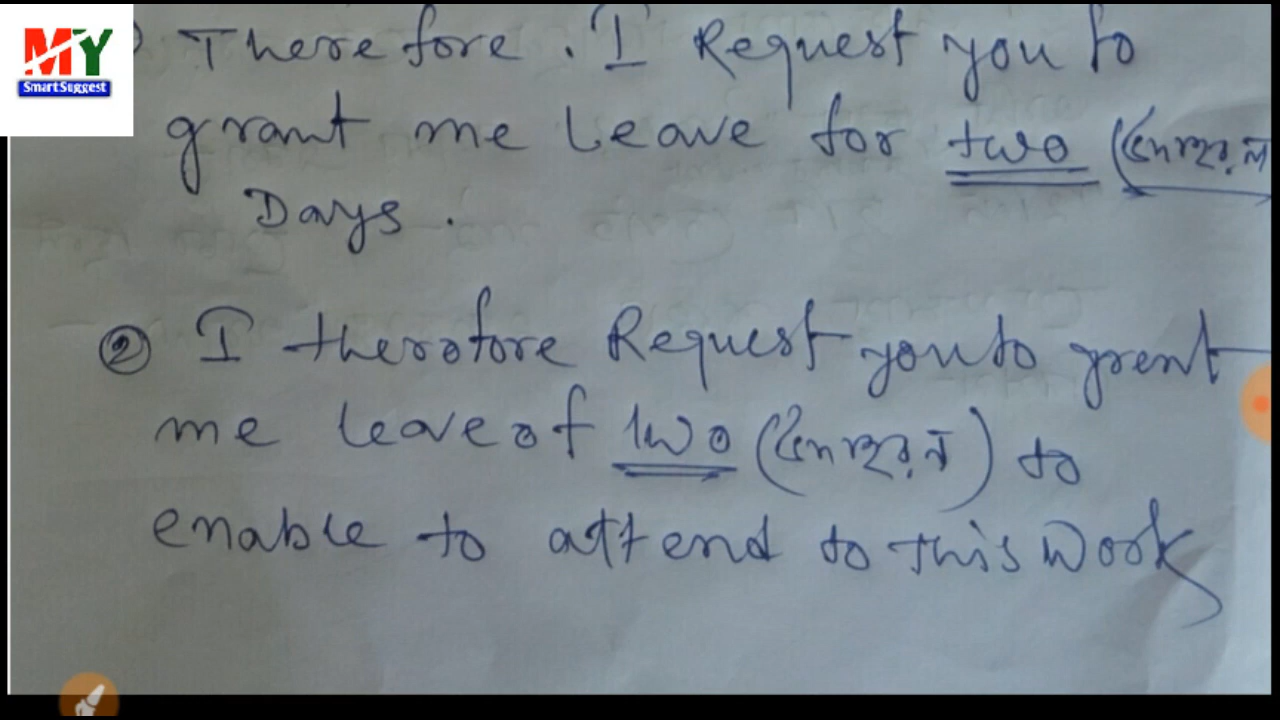 MY
SmartSuggest
) Therefore . I Request you to
grant me leave for two (
Days .
② I therofore Request you to grent
me leave of two ( ) to
enable to attend to this work